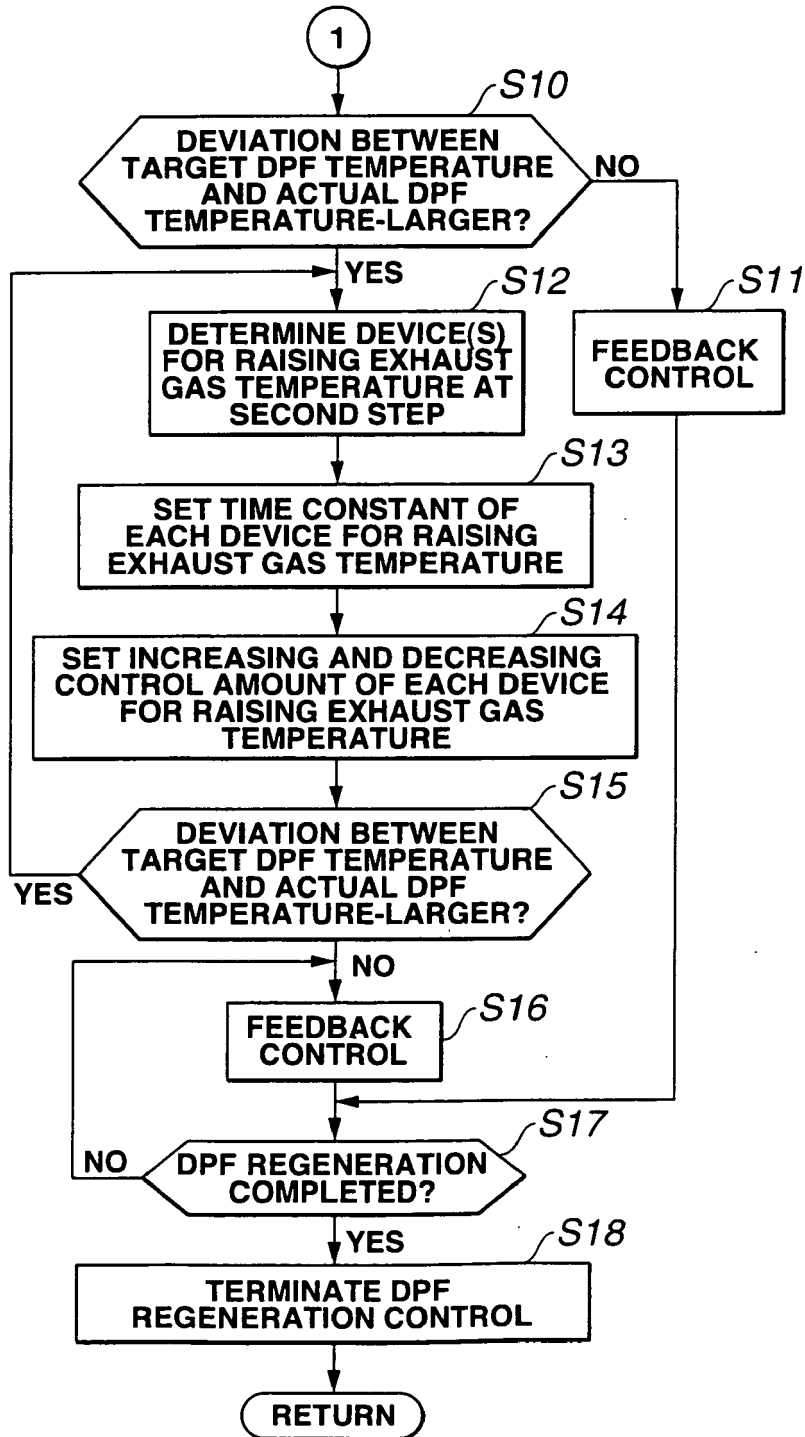 1
S10
DEVIATION BETWEEN
TARGET DPF TEMPERATURE
AND ACTUAL DPF
TEMPERATURE-LARGER?
NO
YES
S12
S11
DETERMINE DEVICE(S)
FOR RAISING EXHAUST
GAS TEMPERATURE AT
SECOND STEP
FEEDBACK
CONTROL
S13
SET TIME CONSTANT OF
EACH DEVICE FOR RAISING
EXHAUST GAS TEMPERATURE
S14
SET INCREASING AND DECREASING
CONTROL AMOUNT OF EACH DEVICE
FOR RAISING EXHAUST GAS
TEMPERATURE
S15
DEVIATION BETWEEN
TARGET DPF TEMPERATURE
AND ACTUAL DPF
TEMPERATURE-LARGER?
YES
NO
S16
FEEDBACK
CONTROL
S17
NO
DPF REGENERATION
COMPLETED?
YES
S18
TERMINATE DPF
REGENERATION CONTROL
RETURN